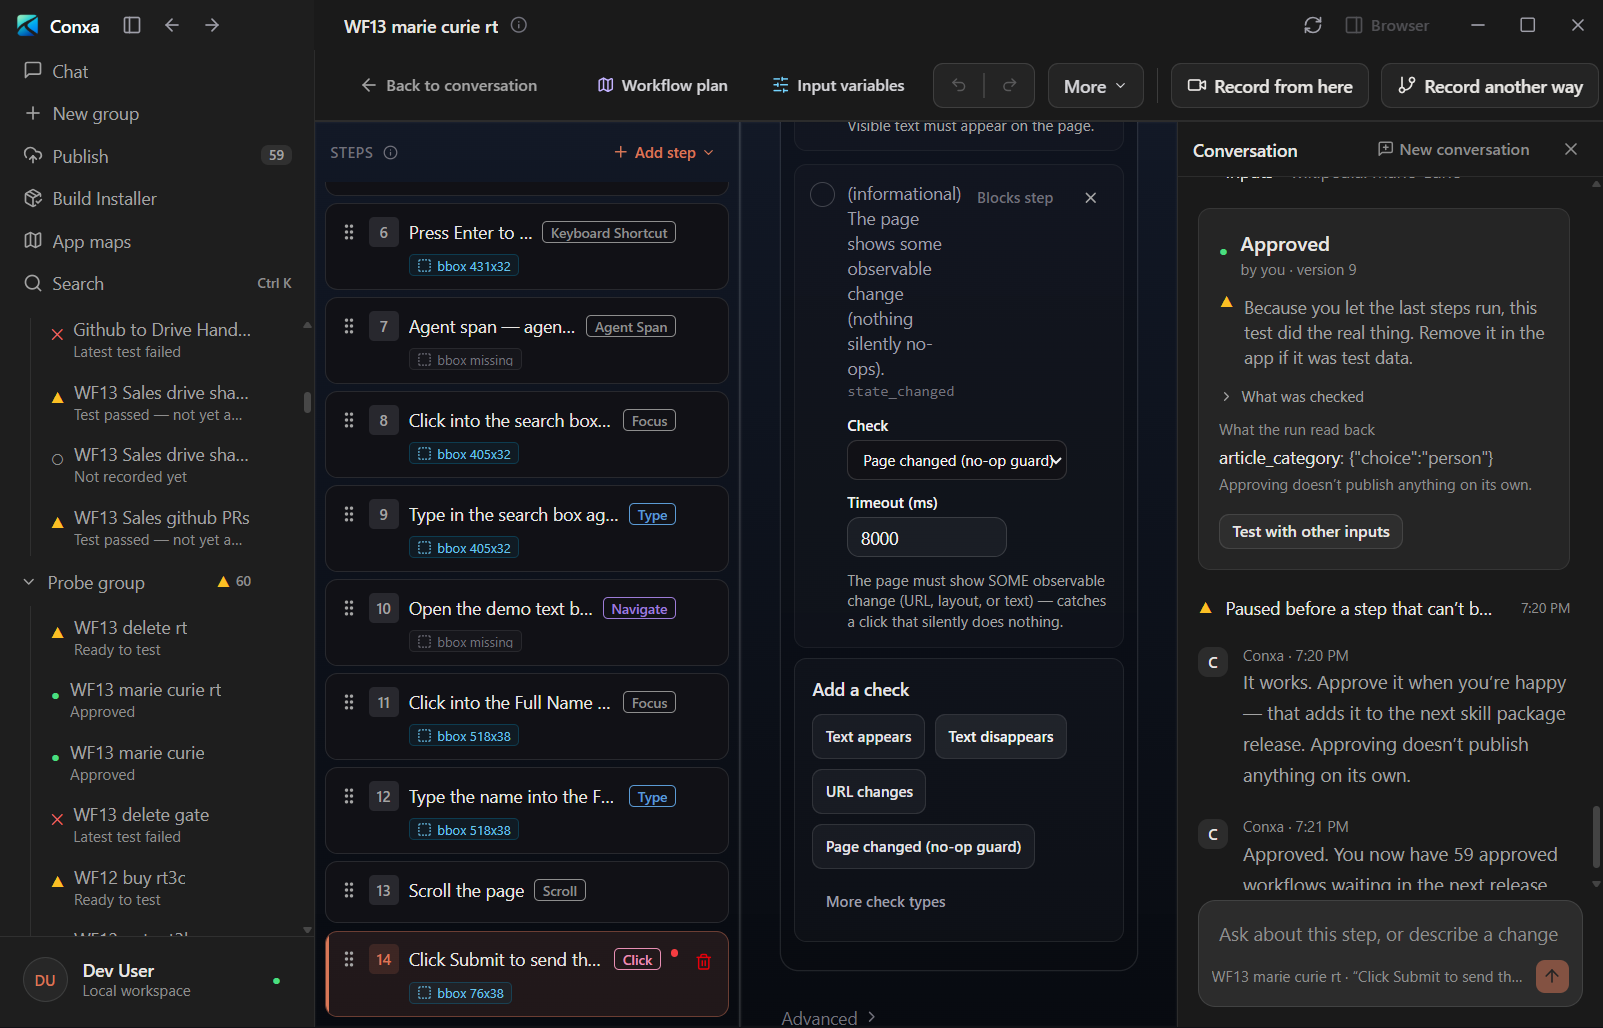 Conxa
WF13 marie curie rt
Browser
Chat
New group
Publish
59
Build Installer
App maps
Search
Ctrl K
Github to Drive Hand...
Latest test failed
WF13 Sales drive sha...
Test passed — not yet a...
WF13 Sales drive sha...
Not recorded yet
WF13 Sales github PRs
Test passed — not yet a...
Probe group
60
WF13 delete rt
Ready to test
WF13 marie curie rt
Approved
WF13 marie curie
Approved
WF13 delete gate
Latest test failed
WF12 buy rt3c
Ready to test
DU
Dev User
Local workspace
Back to conversation
Workflow plan
Input variables
More
Record from here
Record another way
STEPS
Add step
6
Press Enter to ...
Keyboard Shortcut
bbox 431x32
7
Agent span — agen...
Agent Span
bbox missing
8
Click into the search box...
Focus
bbox 405x32
9
Type in the search box ag...
Type
bbox 405x32
10
Open the demo text b...
Navigate
bbox missing
11
Click into the Full Name ...
Focus
bbox 518x38
12
Type the name into the F...
Type
bbox 518x38
13
Scroll the page
Scroll
14
Click Submit to send th...
Click
bbox 76x38
Visible text must appear on the page.
(informational)
The page
shows some
observable
change
(nothing
silently no-
ops).
state_changed
Blocks step
Check
Page changed (no-op guard)
Timeout (ms)
8000
The page must show SOME observable
change (URL, layout, or text) — catches
a click that silently does nothing.
Add a check
Text appears
Text disappears
URL changes
Page changed (no-op guard)
More check types
Advanced
Conversation
New conversation
Approved
by you · version 9
Because you let the last steps run, this
test did the real thing. Remove it in the
app if it was test data.
What was checked
What the run read back
article_category: {"choice":"person"}
Approving doesn't publish anything on its own.
Test with other inputs
Paused before a step that can't b...
7:20 PM
C
Conxa · 7:20 PM
It works. Approve it when you're happy
— that adds it to the next skill package
release. Approving doesn't publish
anything on its own.
C
Conxa · 7:21 PM
Approved. You now have 59 approved
workflows waiting in the next release
Ask about this step, or describe a change
WF13 marie curie rt · "Click Submit to send th...